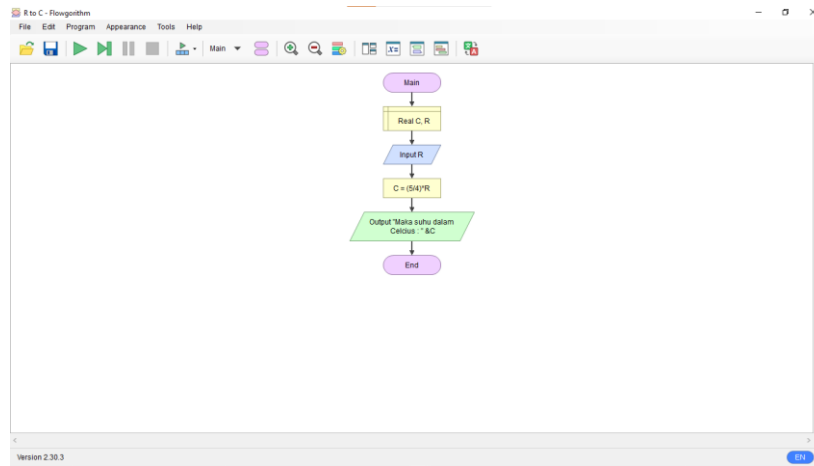 R to C - Flowgorithm
File Edit Program Appearance Tools Help
Main
Main
Real C, R
Input R
C = (5/4)*R
Output "Maka suhu dalam
Celcius : " &C
End
Version 2.30.3
EN